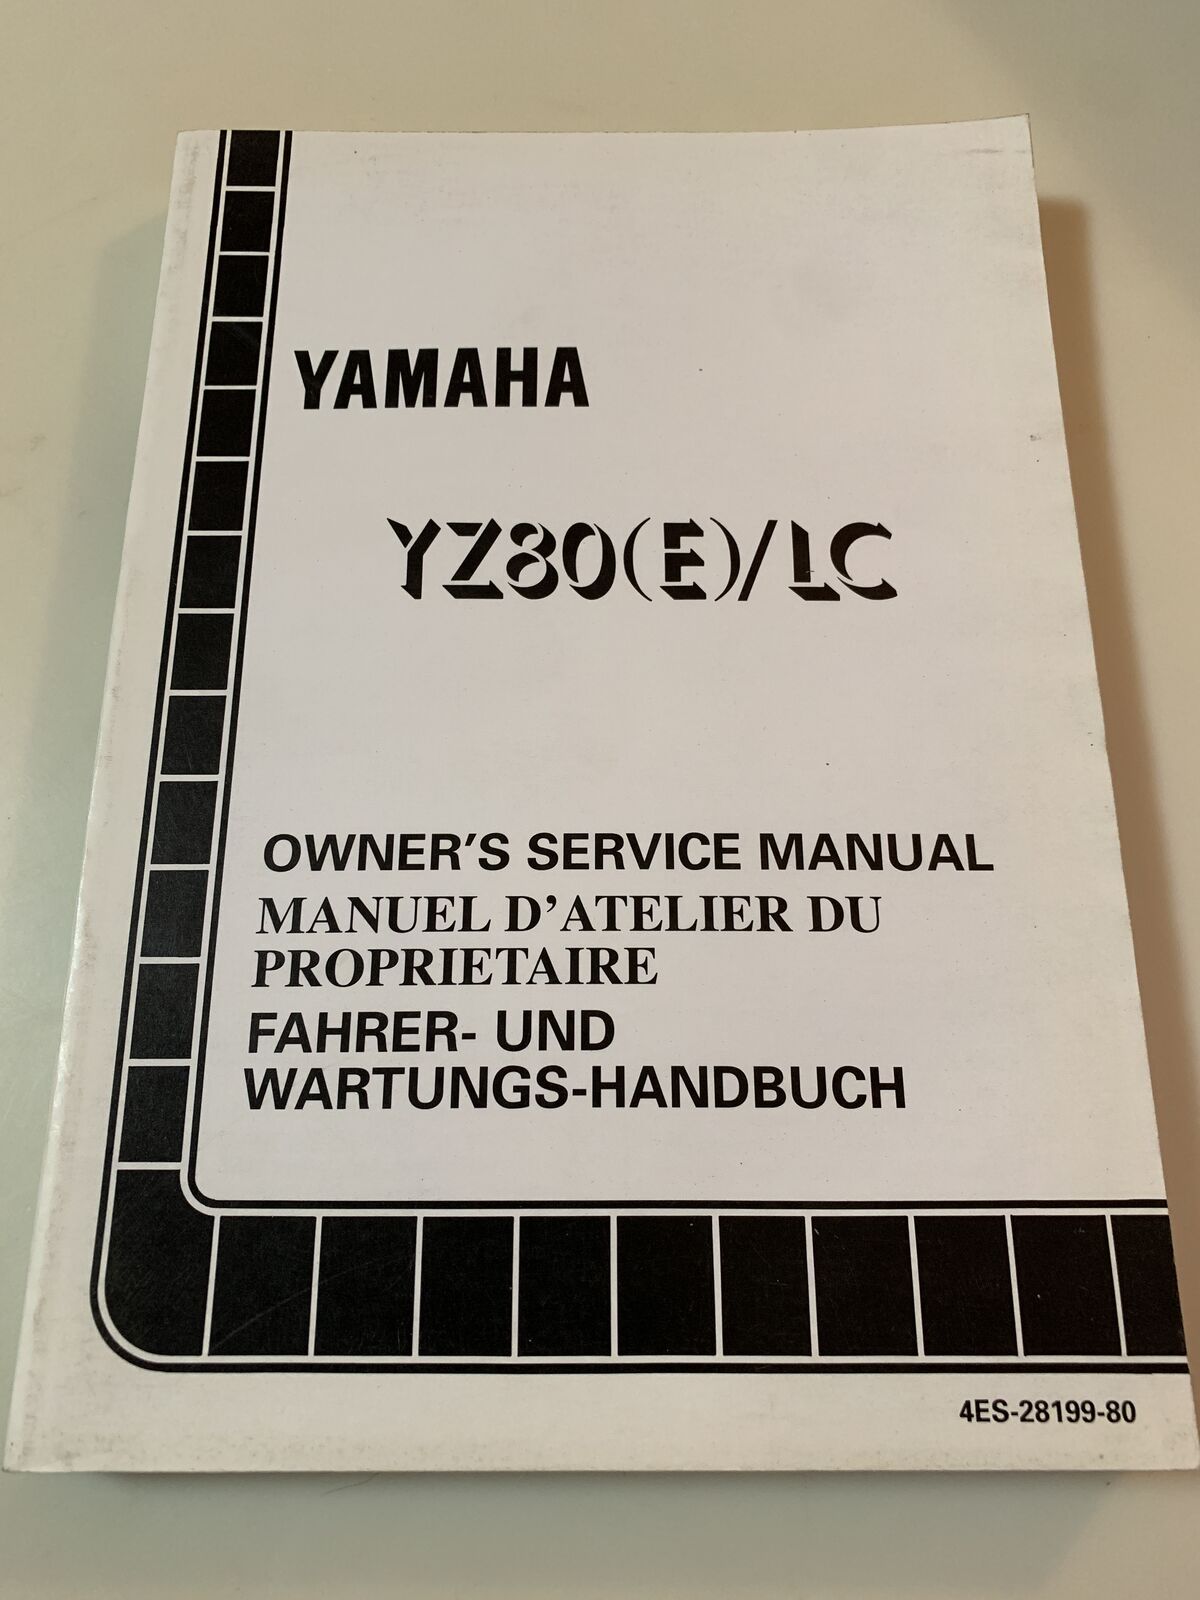 YAMAHA
YZ80(E)/LC
OWNER'S SERVICE MANUAL
MANUEL D'ATELIER DU
PROPRIETAIRE
FAHRER- UND
WARTUNGS-HANDBUCH
4ES-28199-80